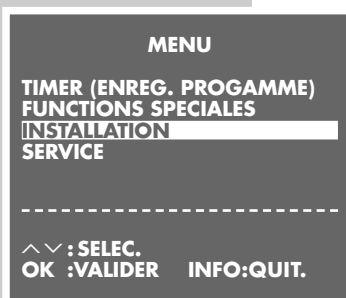 MENU
TIMER (ENREG. PROGAMME)
FUNCTIONS SPECIALES
INSTALLATION
SERVICE
--------------------------
︿﹀: SELEC.
OK :VALIDER INFO:QUIT.